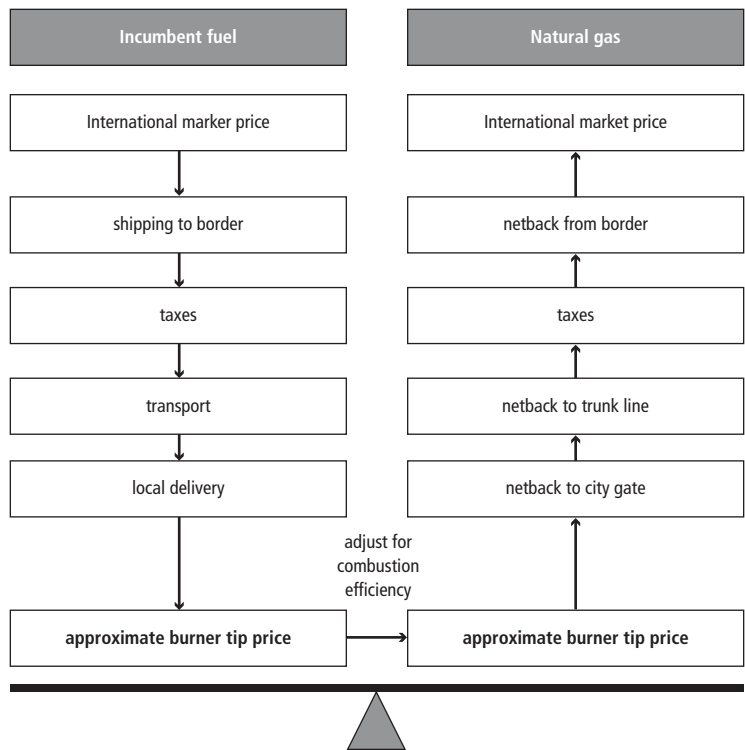 Incumbent fuel
International marker price
shipping to border
taxes
transport
local delivery
approximate burner tip price
adjust for
combustion
efficiency
Natural gas
International market price
netback from border
taxes
netback to trunk line
netback to city gate
approximate burner tip price